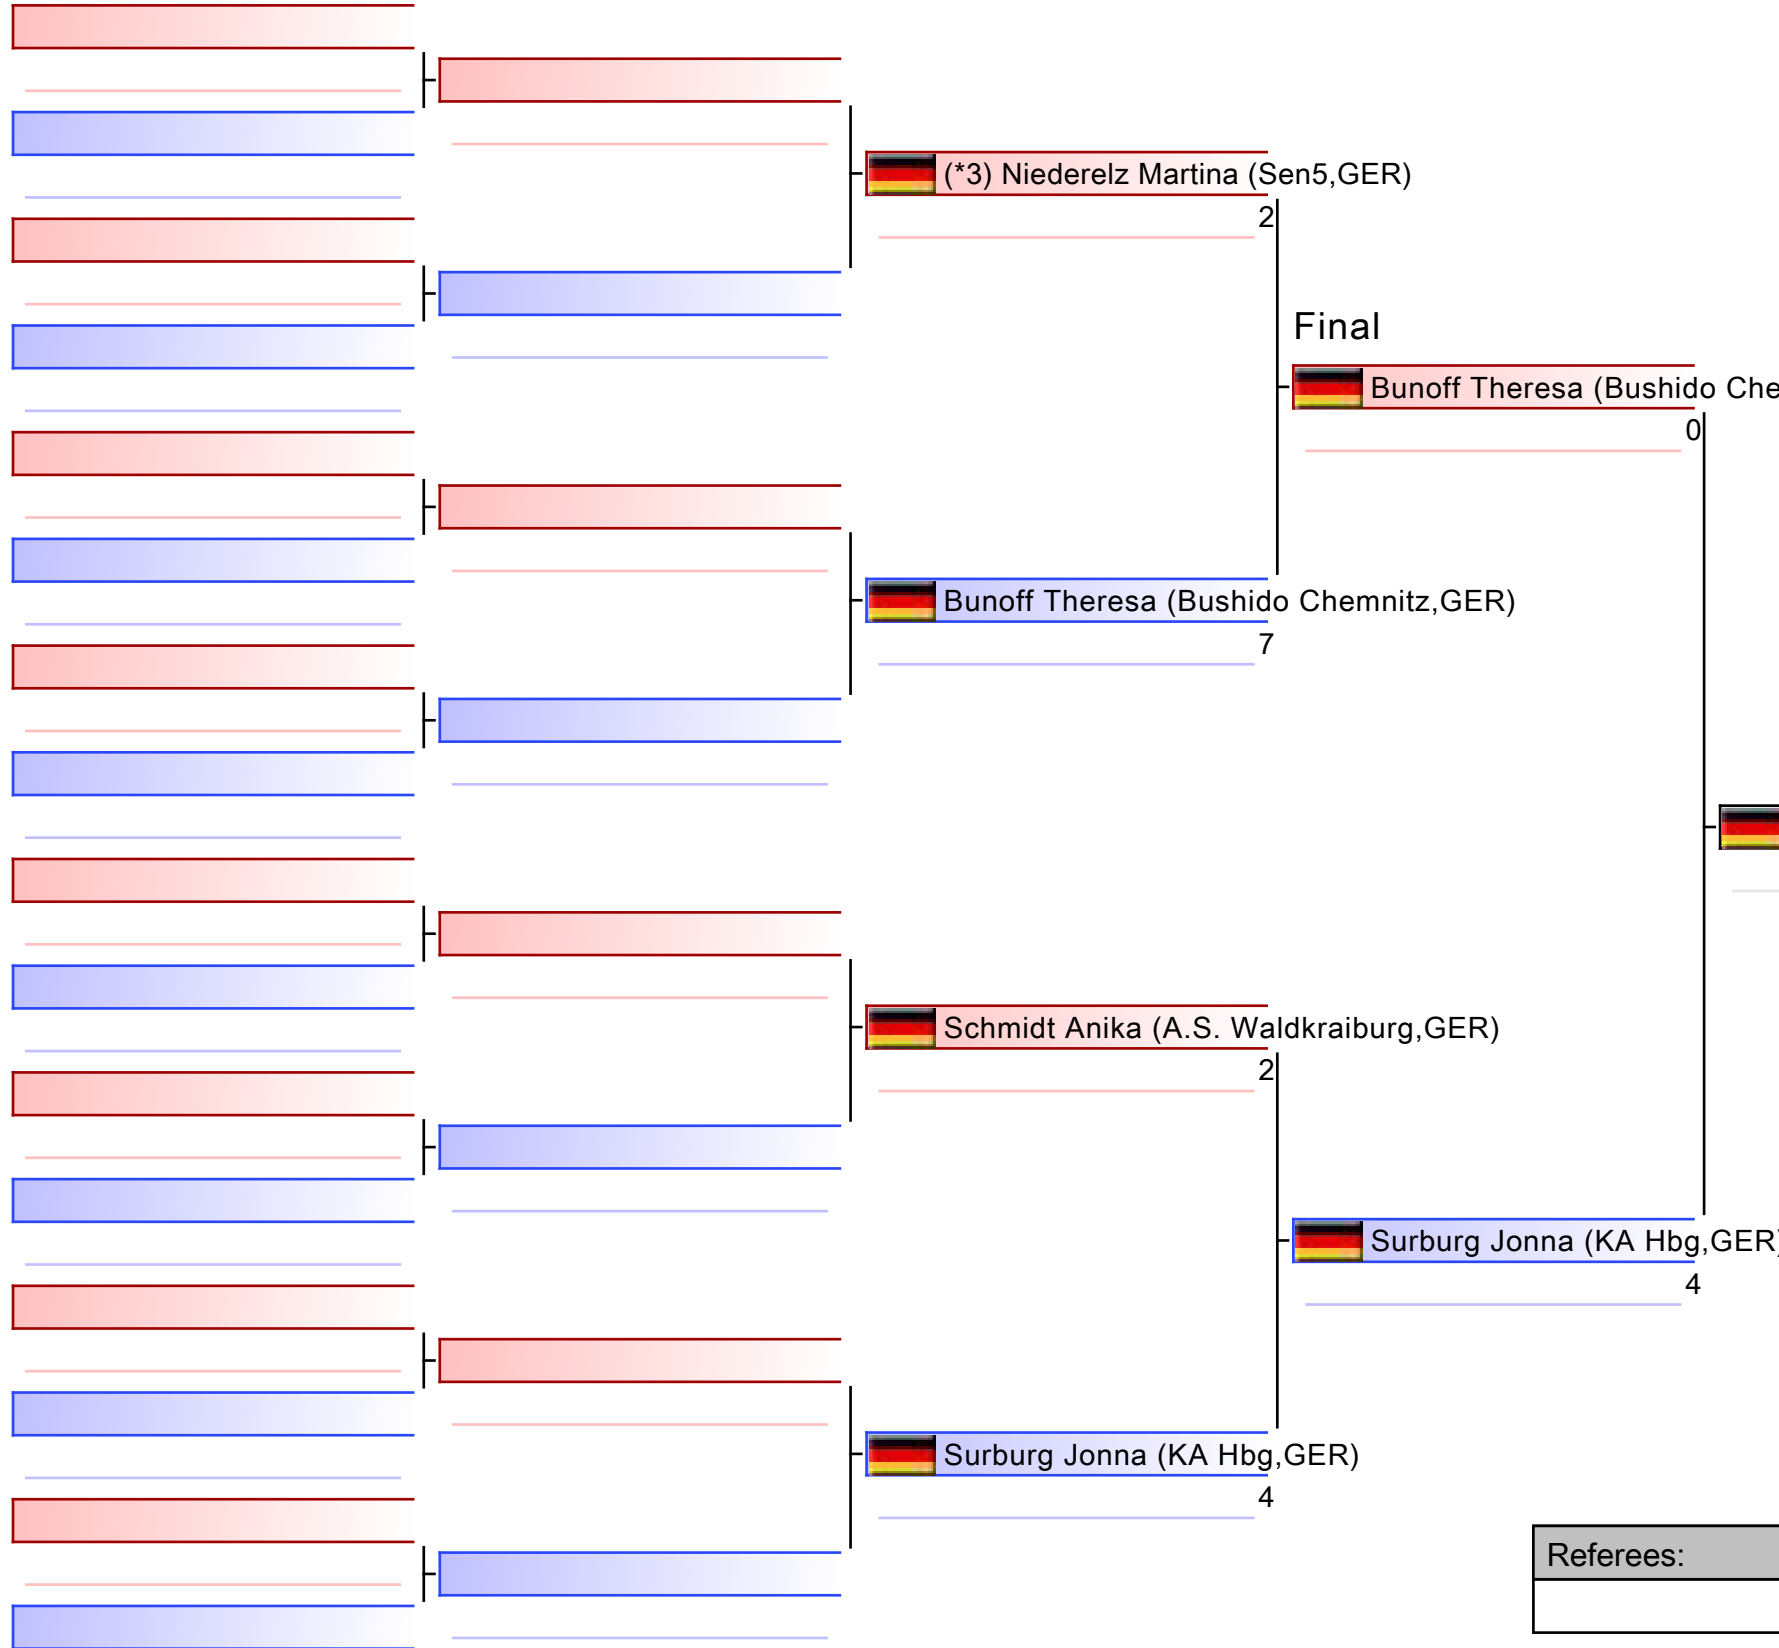 (*3) Niederelz Martina (Sen5,GER)
2
Final
Bunoff Theresa (Bushido Che
0
Bunoff Theresa (Bushido Chemnitz,GER)
7
Schmidt Anika (A.S. Waldkraiburg,GER)
2
Surburg Jonna (KA Hbg,GER)
4
Surburg Jonna (KA Hbg,GER)
4
Referees: